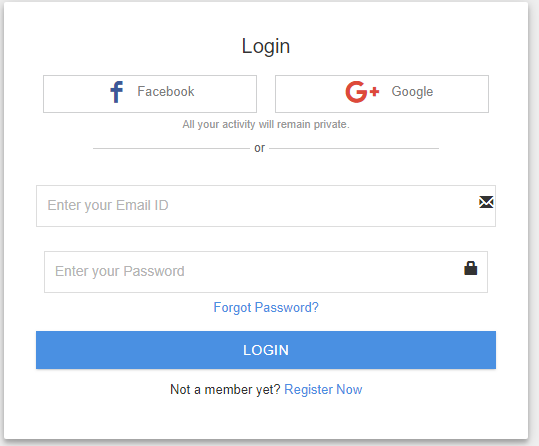 Login
Facebook
Google
All your activity will remain private.
or
Enter your Email ID
Enter your Password
Forgot Password?
LOGIN
Not a member yet? Register Now